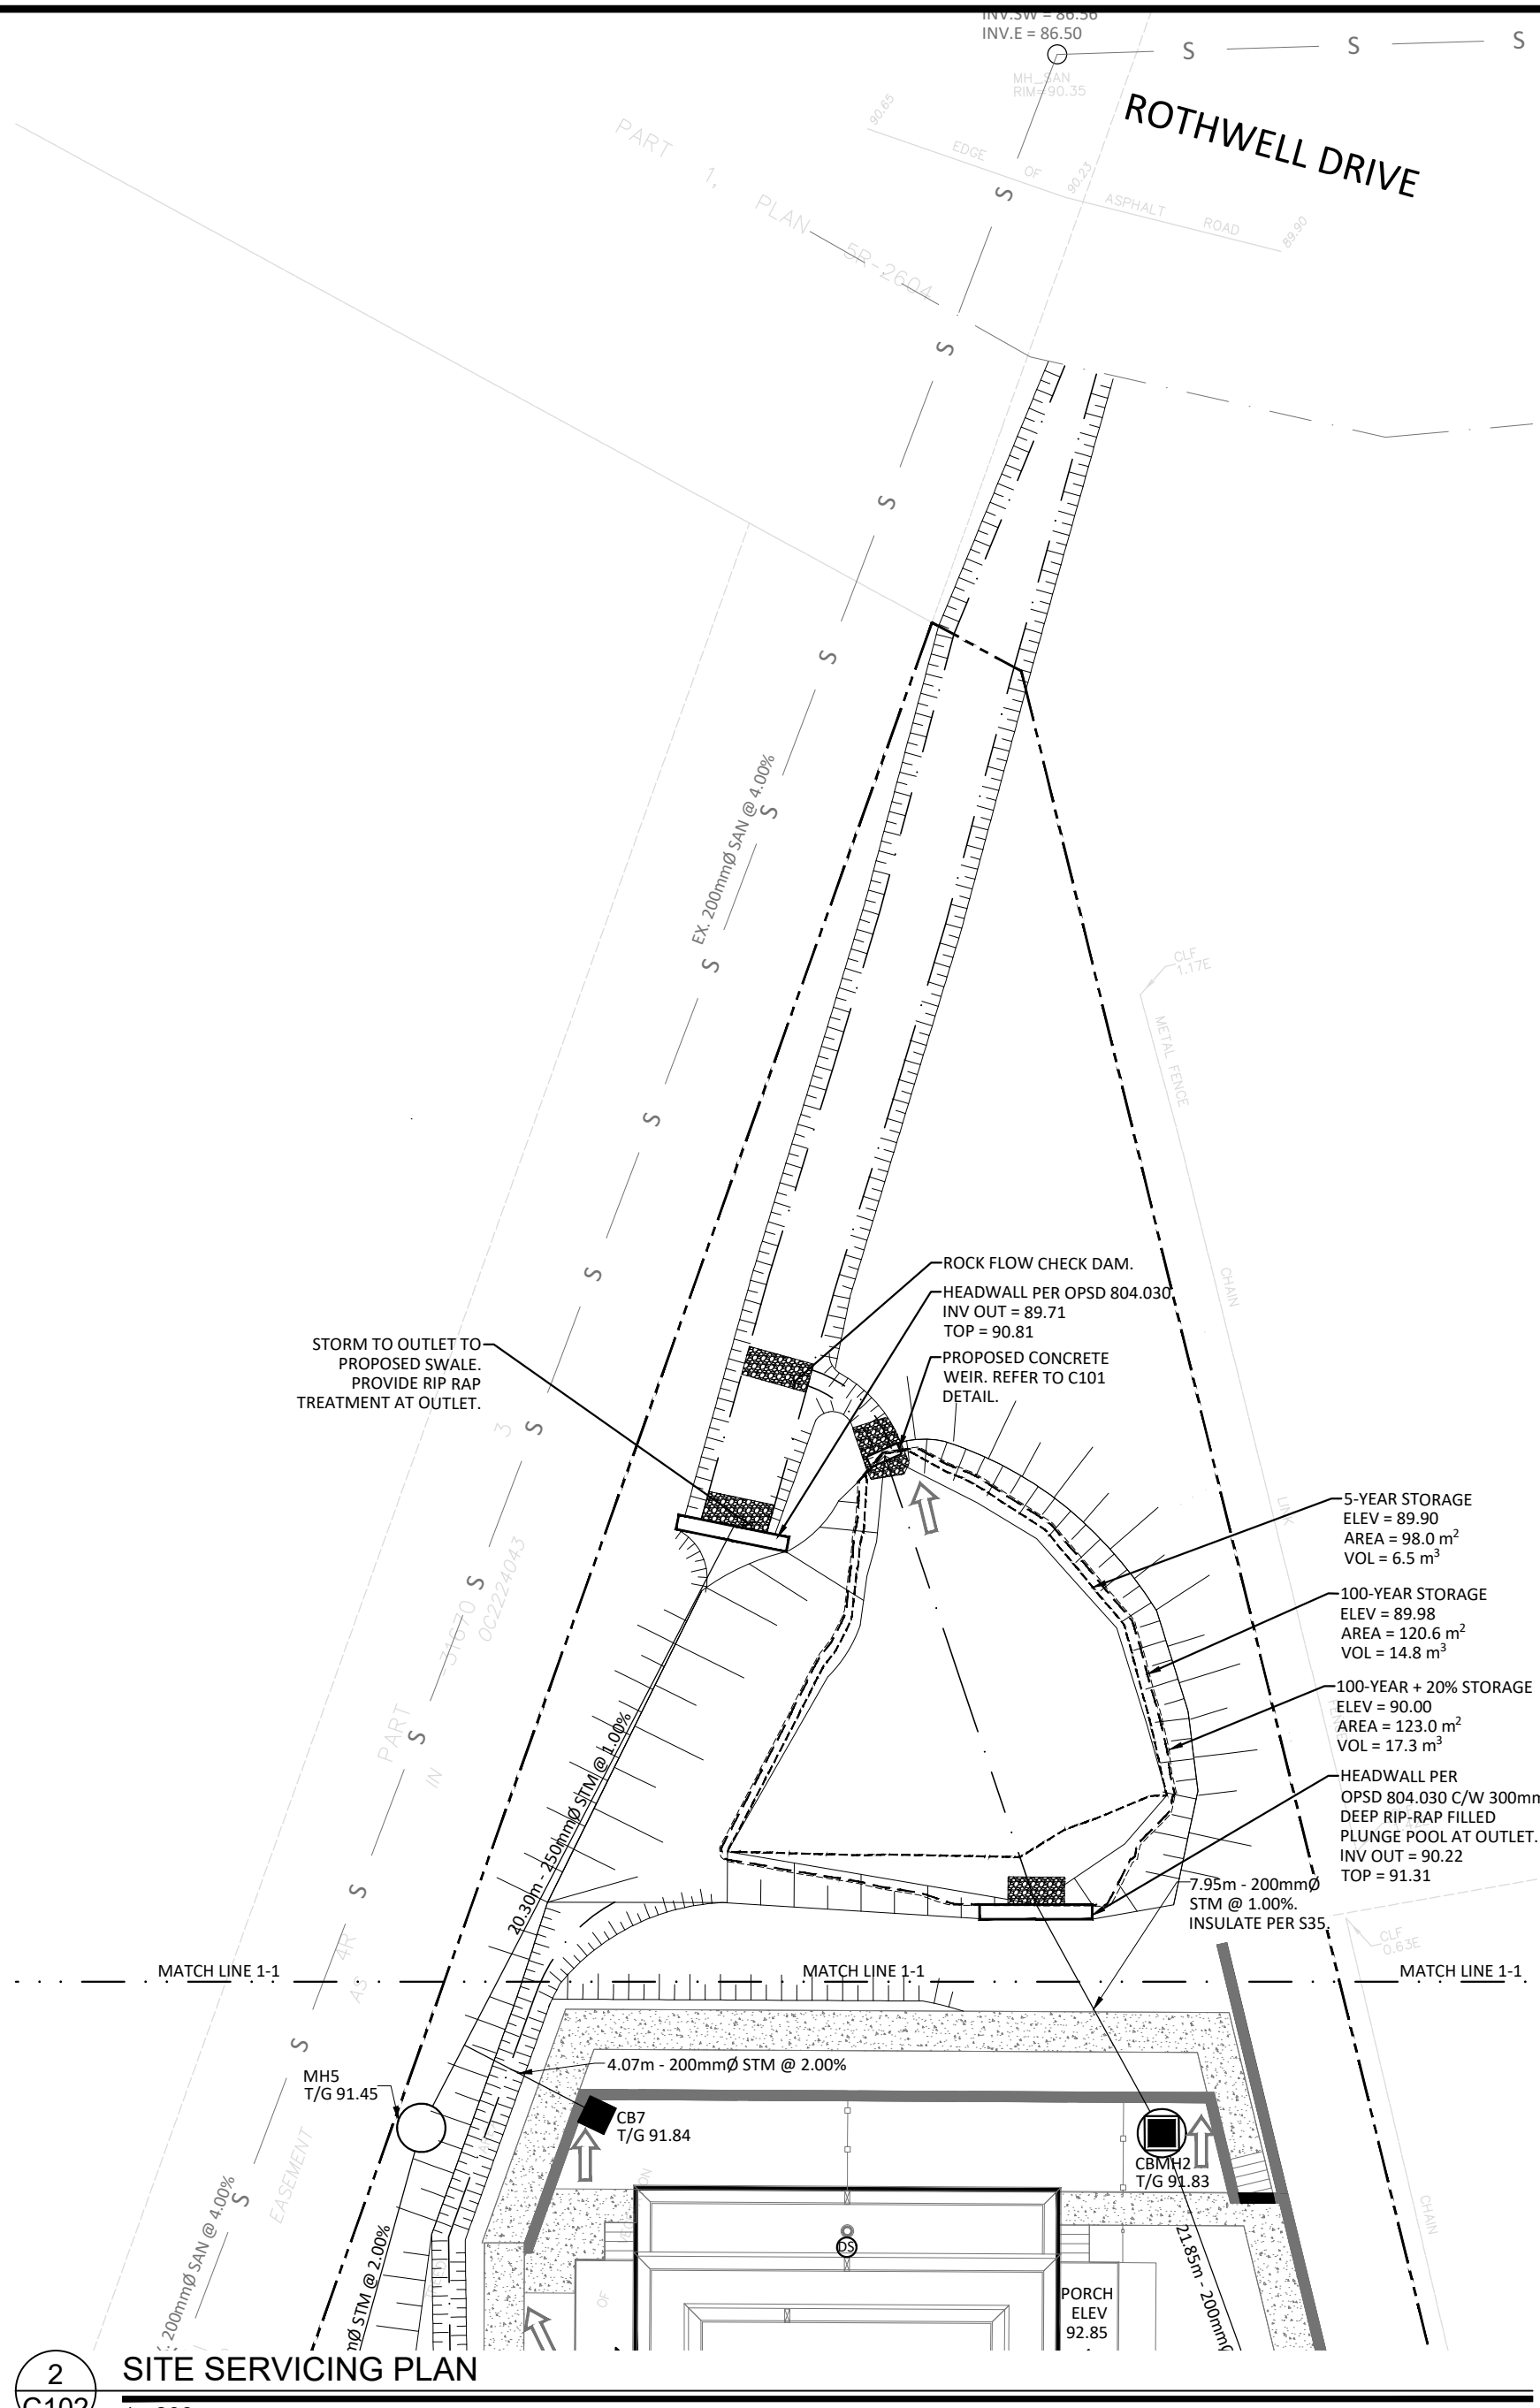 INV.SW = 86.56
INV.E = 86.50
S S S
MH_SAN
RIM=90.35
ROTHWELL DRIVE
90.65
EDGE OF ASPHALT ROAD
90.23
89.90
PART 1, PLAN 5R-2604
S
S
S
S
EX. 200mmØ SAN @ 4.00%
S
S
S
CLF
1.17E
METAL FENCE
CHAIN
LINK
ROCK FLOW CHECK DAM.
HEADWALL PER OPSD 804.030
INV OUT = 89.71
TOP = 90.81
PROPOSED CONCRETE
WEIR. REFER TO C101
DETAIL.
STORM TO OUTLET TO
PROPOSED SWALE.
PROVIDE RIP RAP
TREATMENT AT OUTLET.
S
S
S
S
S
S
5-YEAR STORAGE
ELEV = 89.90
AREA = 98.0 m²
VOL = 6.5 m³
100-YEAR STORAGE
ELEV = 89.98
AREA = 120.6 m²
VOL = 14.8 m³
100-YEAR + 20% STORAGE
ELEV = 90.00
AREA = 123.0 m²
VOL = 17.3 m³
HEADWALL PER
OPSD 804.030 C/W 300mm
DEEP RIP-RAP FILLED
PLUNGE POOL AT OUTLET.
INV OUT = 90.22
TOP = 91.31
3
PART 31670
OC2224043
IN
AS 4R
20.30m - 250mmØ STM @ 1.00%
7.95m - 200mmØ
STM @ 1.00%.
INSULATE PER S35.
CLF
0.63E
MATCH LINE 1-1 MATCH LINE 1-1 MATCH LINE 1-1
4.07m - 200mmØ STM @ 2.00%
MH5
T/G 91.45
CB7
T/G 91.84
CBMH2
T/G 91.83
EASEMENT
S
200mmØ SAN @ 4.00%
STM @ 2.00%
OF
DS
PORCH
ELEV
92.85
21.85m - 200mmØ
CHAIN
2
C102
SITE SERVICING PLAN